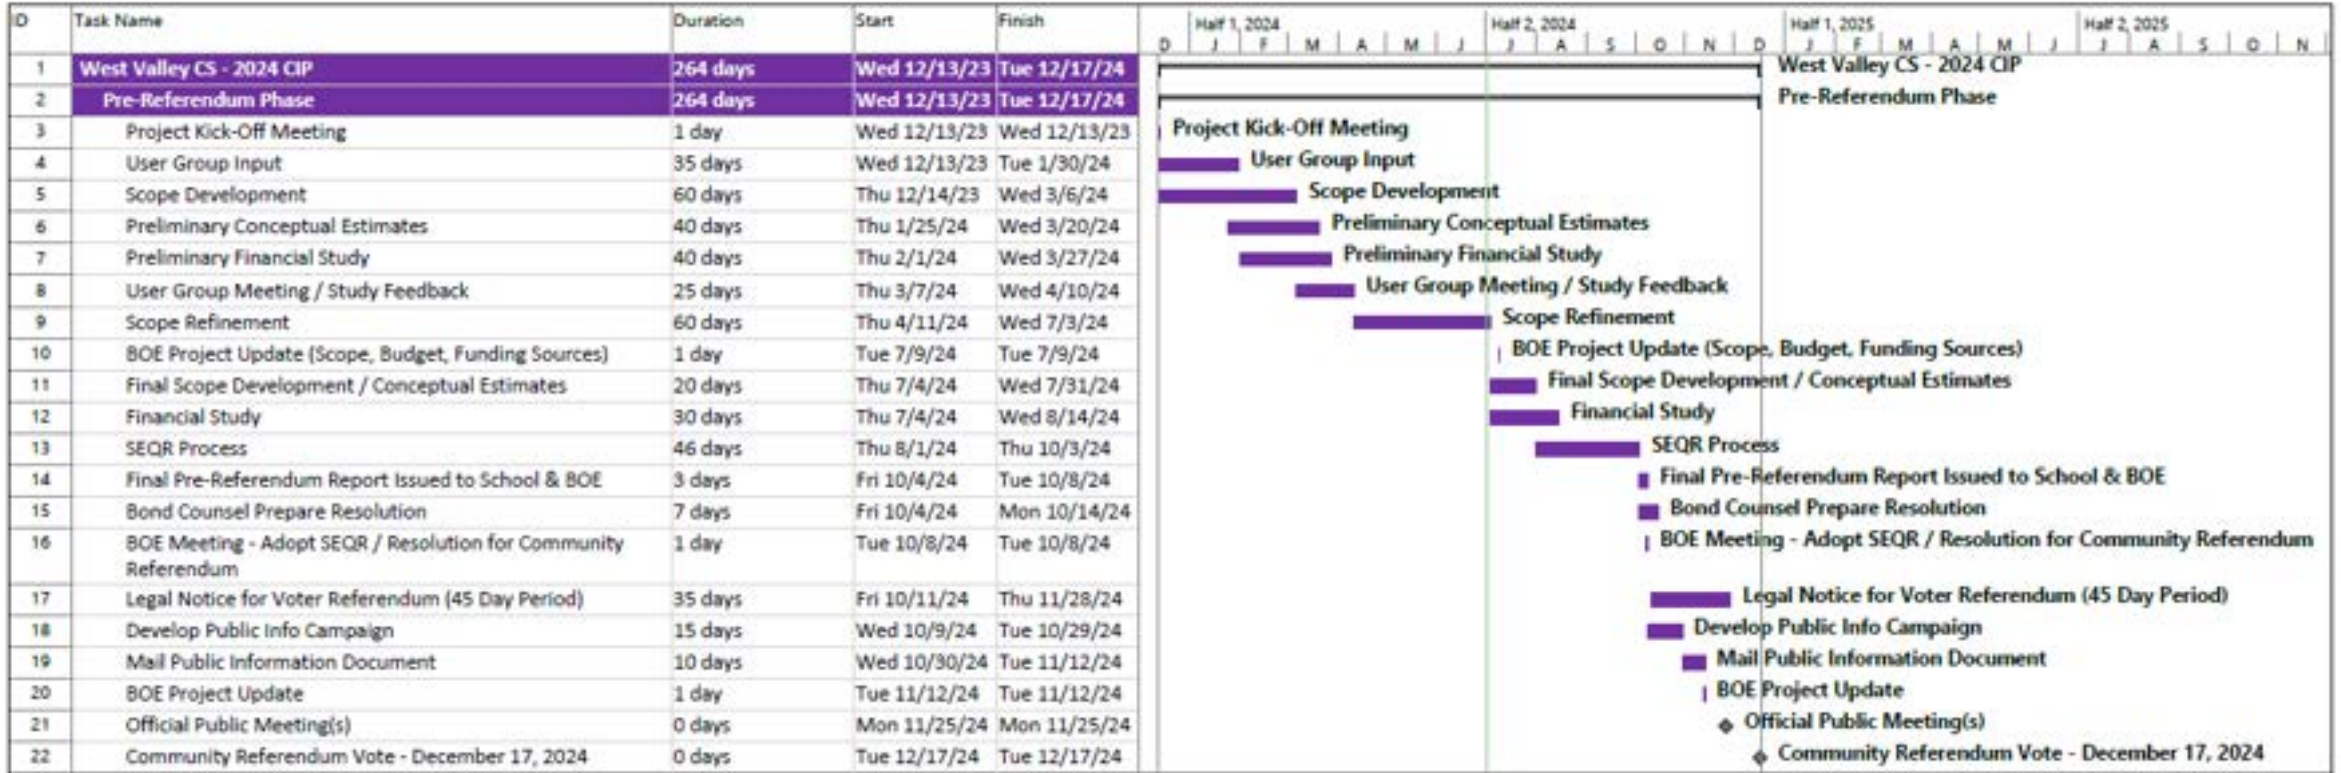 ID Task Name Duration Start Finish Half 1, 2024 Half 2, 2024 Half 1, 2025 Half 2, 2025
D J F M A M J J A S O N D J F M A M J J A S O N
1 West Valley CS - 2024 CIP 264 days Wed 12/13/23 Tue 12/17/24 West Valley CS - 2024 CIP
2 Pre-Referendum Phase 264 days Wed 12/13/23 Tue 12/17/24 Pre-Referendum Phase
3 Project Kick-Off Meeting 1 day Wed 12/13/23 Wed 12/13/23 Project Kick-Off Meeting
4 User Group Input 35 days Wed 12/13/23 Tue 1/30/24 User Group Input
5 Scope Development 60 days Thu 12/14/23 Wed 3/6/24 Scope Development
6 Preliminary Conceptual Estimates 40 days Thu 1/25/24 Wed 3/20/24 Preliminary Conceptual Estimates
7 Preliminary Financial Study 40 days Thu 2/1/24 Wed 3/27/24 Preliminary Financial Study
8 User Group Meeting / Study Feedback 25 days Thu 3/7/24 Wed 4/10/24 User Group Meeting / Study Feedback
9 Scope Refinement 60 days Thu 4/11/24 Wed 7/3/24 Scope Refinement
10 BOE Project Update (Scope, Budget, Funding Sources) 1 day Tue 7/9/24 Tue 7/9/24 BOE Project Update (Scope, Budget, Funding Sources)
11 Final Scope Development / Conceptual Estimates 20 days Thu 7/4/24 Wed 7/31/24 Final Scope Development / Conceptual Estimates
12 Financial Study 30 days Thu 7/4/24 Wed 8/14/24 Financial Study
13 SEQR Process 46 days Thu 8/1/24 Thu 10/3/24 SEQR Process
14 Final Pre-Referendum Report Issued to School & BOE 3 days Fri 10/4/24 Tue 10/8/24 Final Pre-Referendum Report Issued to School & BOE
15 Bond Counsel Prepare Resolution 7 days Fri 10/4/24 Mon 10/14/24 Bond Counsel Prepare Resolution
16 BOE Meeting - Adopt SEQR / Resolution for Community 1 day Tue 10/8/24 Tue 10/8/24 BOE Meeting - Adopt SEQR / Resolution for Community Referendum
Referendum
17 Legal Notice for Voter Referendum (45 Day Period) 35 days Fri 10/11/24 Thu 11/28/24 Legal Notice for Voter Referendum (45 Day Period)
18 Develop Public Info Campaign 15 days Wed 10/9/24 Tue 10/29/24 Develop Public Info Campaign
19 Mail Public Information Document 10 days Wed 10/30/24 Tue 11/12/24 Mail Public Information Document
20 BOE Project Update 1 day Tue 11/12/24 Tue 11/12/24 BOE Project Update
21 Official Public Meeting(s) 0 days Mon 11/25/24 Mon 11/25/24 Official Public Meeting(s)
22 Community Referendum Vote - December 17, 2024 0 days Tue 12/17/24 Tue 12/17/24 Community Referendum Vote - December 17, 2024